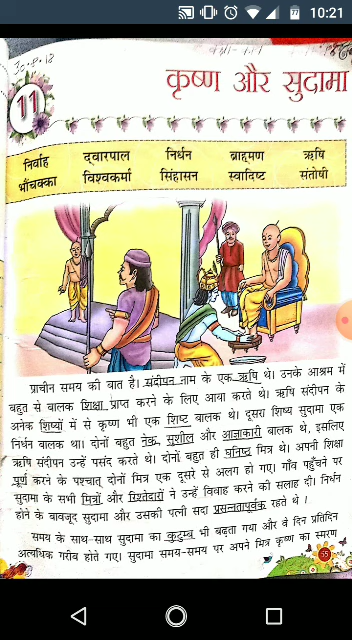 10:21
30-8-18
11
कृष्ण और सुदामा
निर्वाह द्वारपाल निर्धन ब्राह्मण ऋषि
भौंचक्का विश्वकर्मा सिंहासन स्वादिष्ट संतोषी
प्राचीन समय की बात है। संदीपन नाम के एक ऋषि थे। उनके आश्रम में
बहुत से बालक शिक्षा प्राप्त करने के लिए आया करते थे। ऋषि संदीपन के
अनेक शिष्यों में से कृष्ण भी एक शिष्ट बालक थे। दूसरा शिष्य सुदामा एक
निर्धन बालक था। दोनों बहुत नेक, सुशील और आज्ञाकारी बालक थे, इसलिए
ऋषि संदीपन उन्हें पसंद करते थे। दोनों बहुत ही घनिष्ट मित्र थे। अपनी शिक्षा
पूर्ण करने के पश्चात् दोनों मित्र एक दूसरे से अलग हो गए। गाँव पहुँचने पर
सुदामा के सभी मित्रों और रिश्तेदारों ने उन्हें विवाह करने की सलाह दी। निर्धन
होने के बावजूद सुदामा और उसकी पत्नी सदा प्रसन्नतापूर्वक रहते थे।
समय के साथ-साथ सुदामा का कुटुम्ब भी बढ़ता गया और वे दिन प्रतिदिन
अत्यधिक गरीब होते गए। सुदामा समय-समय पर अपने मित्र कृष्ण का स्मरण
55